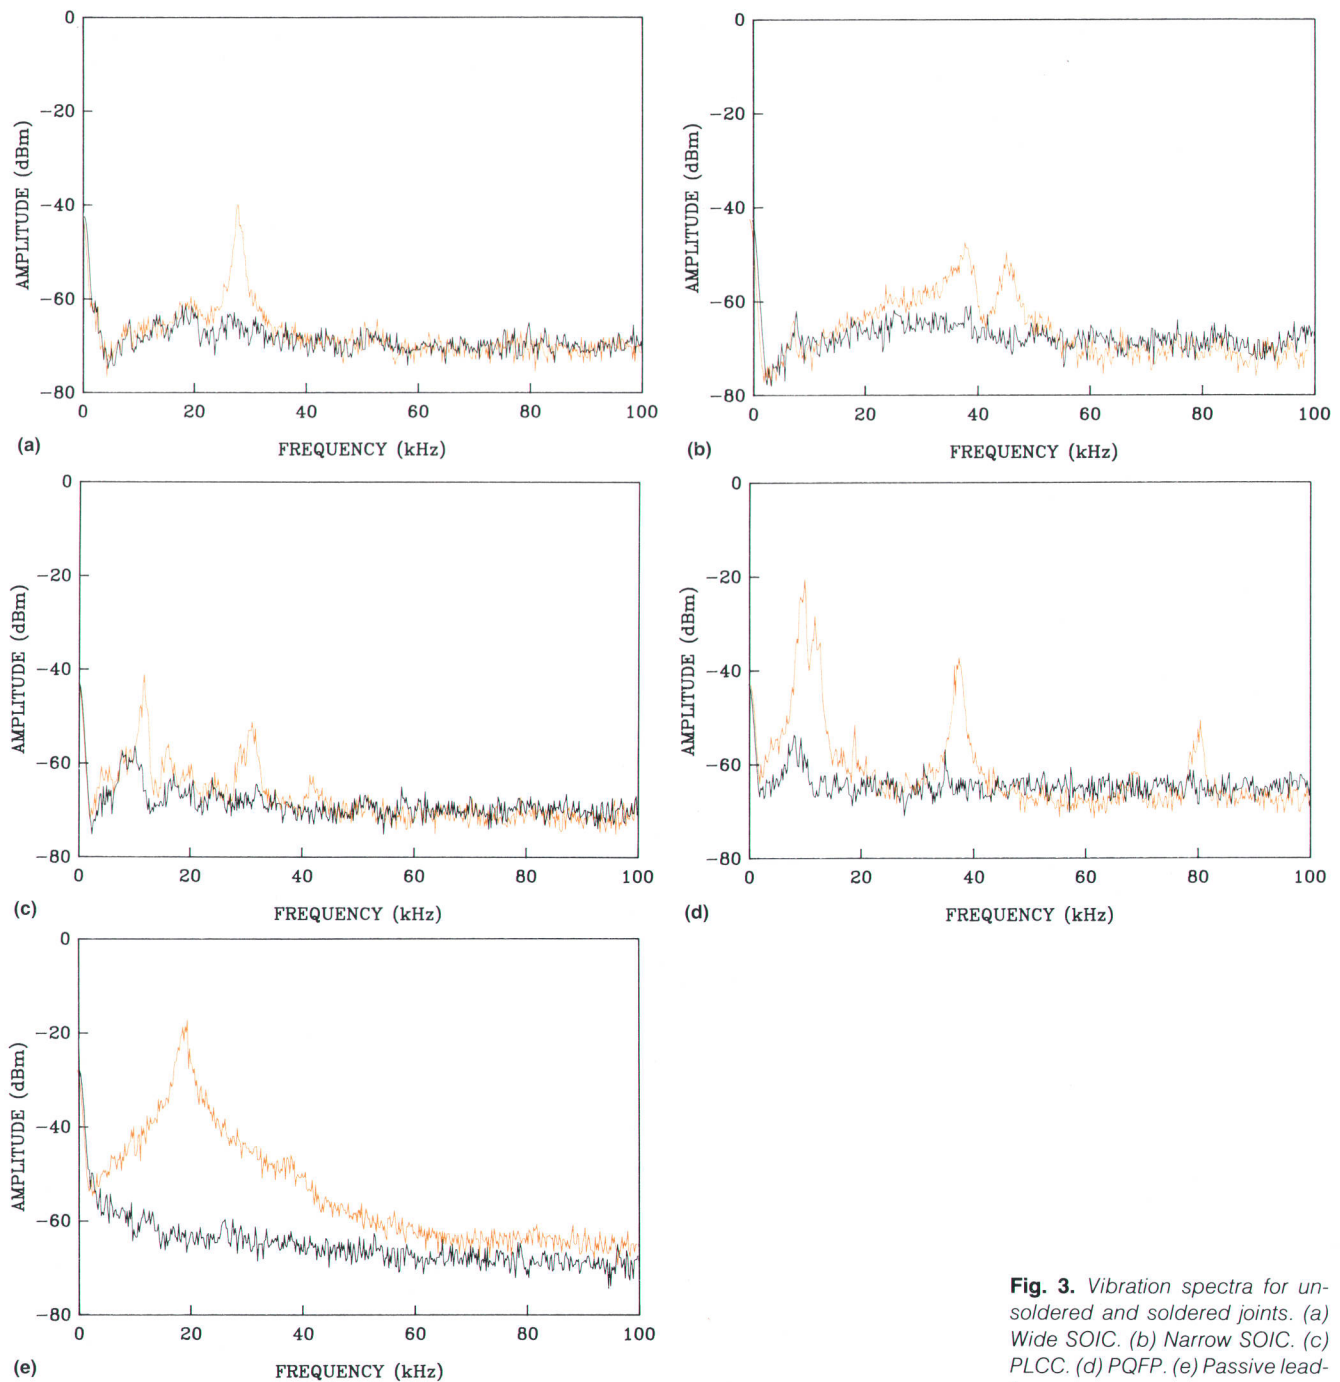 0
−20
−40
−60
−80
AMPLITUDE (dBm)
0 20 40 60 80 100
FREQUENCY (kHz)
(a)
0
−20
−40
−60
−80
AMPLITUDE (dBm)
0 20 40 60 80 100
FREQUENCY (kHz)
(b)
0
−20
−40
−60
−80
AMPLITUDE (dBm)
0 20 40 60 80 100
FREQUENCY (kHz)
(c)
0
−20
−40
−60
−80
AMPLITUDE (dBm)
0 20 40 60 80 100
FREQUENCY (kHz)
(d)
0
−20
−40
−60
−80
AMPLITUDE (dBm)
0 20 40 60 80 100
FREQUENCY (kHz)
(e)
Fig. 3. Vibration spectra for un-
soldered and soldered joints. (a)
Wide SOIC. (b) Narrow SOIC. (c)
PLCC. (d) PQFP. (e) Passive lead-